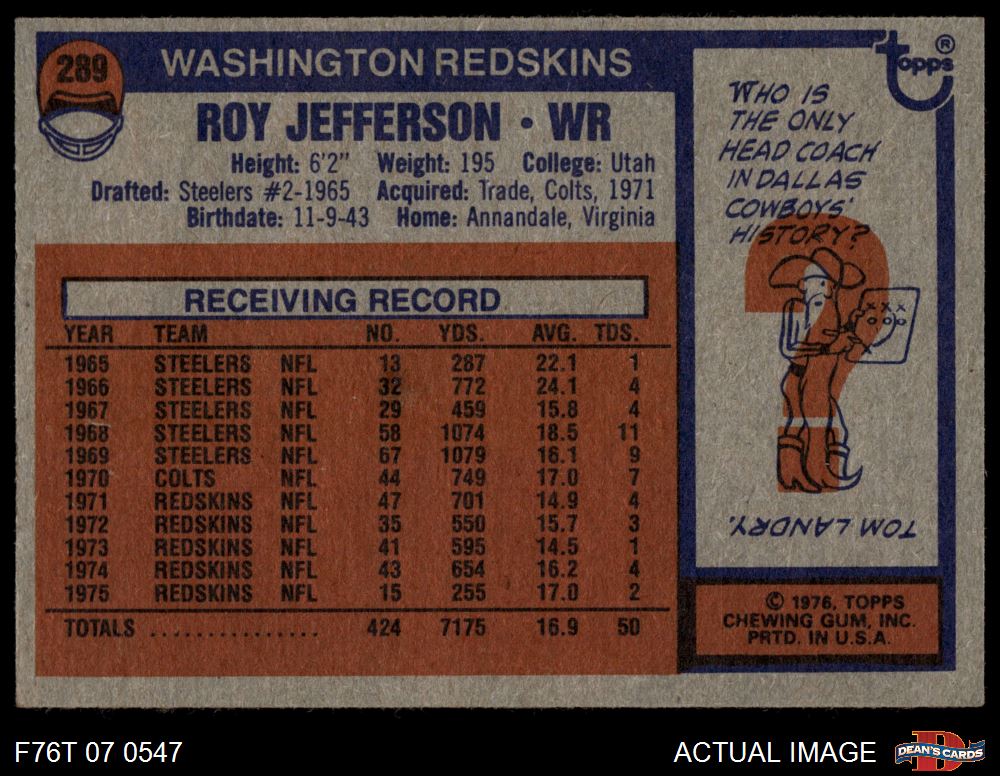 289
WASHINGTON REDSKINS
ROY JEFFERSON • WR
Height: 6'2" Weight: 195 College: Utah
Drafted: Steelers #2-1965 Acquired: Trade, Colts, 1971
Birthdate: 11-9-43 Home: Annandale, Virginia
RECEIVING RECORD
YEAR TEAM NO. YDS. AVG. TDS.
1965 STEELERS NFL 13 287 22.1 1
1966 STEELERS NFL 32 772 24.1 4
1967 STEELERS NFL 29 459 15.8 4
1968 STEELERS NFL 58 1074 18.5 11
1969 STEELERS NFL 67 1079 16.1 9
1970 COLTS NFL 44 749 17.0 7
1971 REDSKINS NFL 47 701 14.9 4
1972 REDSKINS NFL 35 550 15.7 3
1973 REDSKINS NFL 41 595 14.5 1
1974 REDSKINS NFL 43 654 16.2 4
1975 REDSKINS NFL 15 255 17.0 2
TOTALS ................ 424 7175 16.9 50
topps ®
WHO IS
THE ONLY
HEAD COACH
IN DALLAS
COWBOYS'
HISTORY?
?
X X X
O O O
TOM LANDRY.
© 1976, TOPPS
CHEWING GUM, INC.
PRTD. IN U.S.A.
F76T 07 0547
ACTUAL IMAGE
DEAN'S CARDS